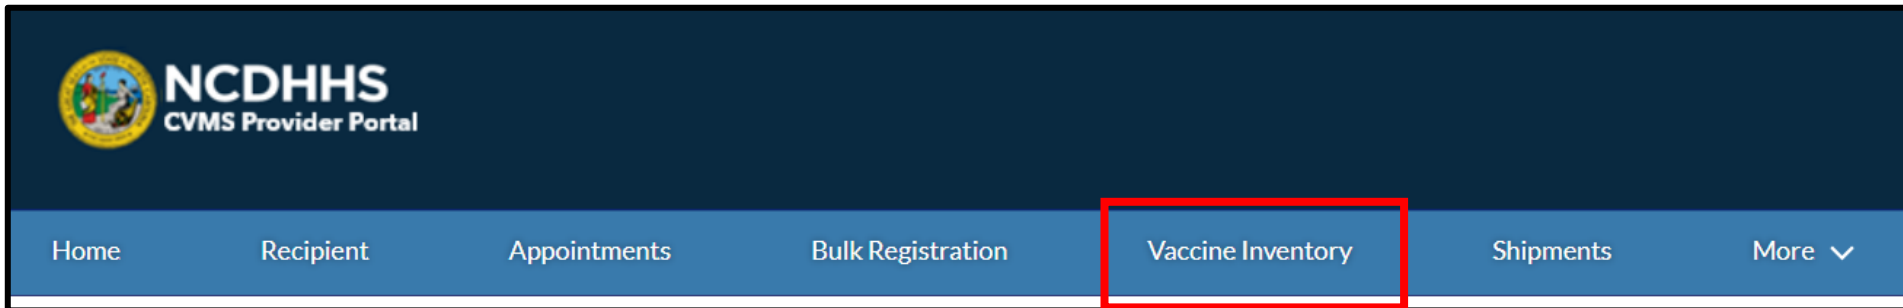 NCDHHS
CVMS Provider Portal
Home Recipient Appointments Bulk Registration Vaccine Inventory Shipments More